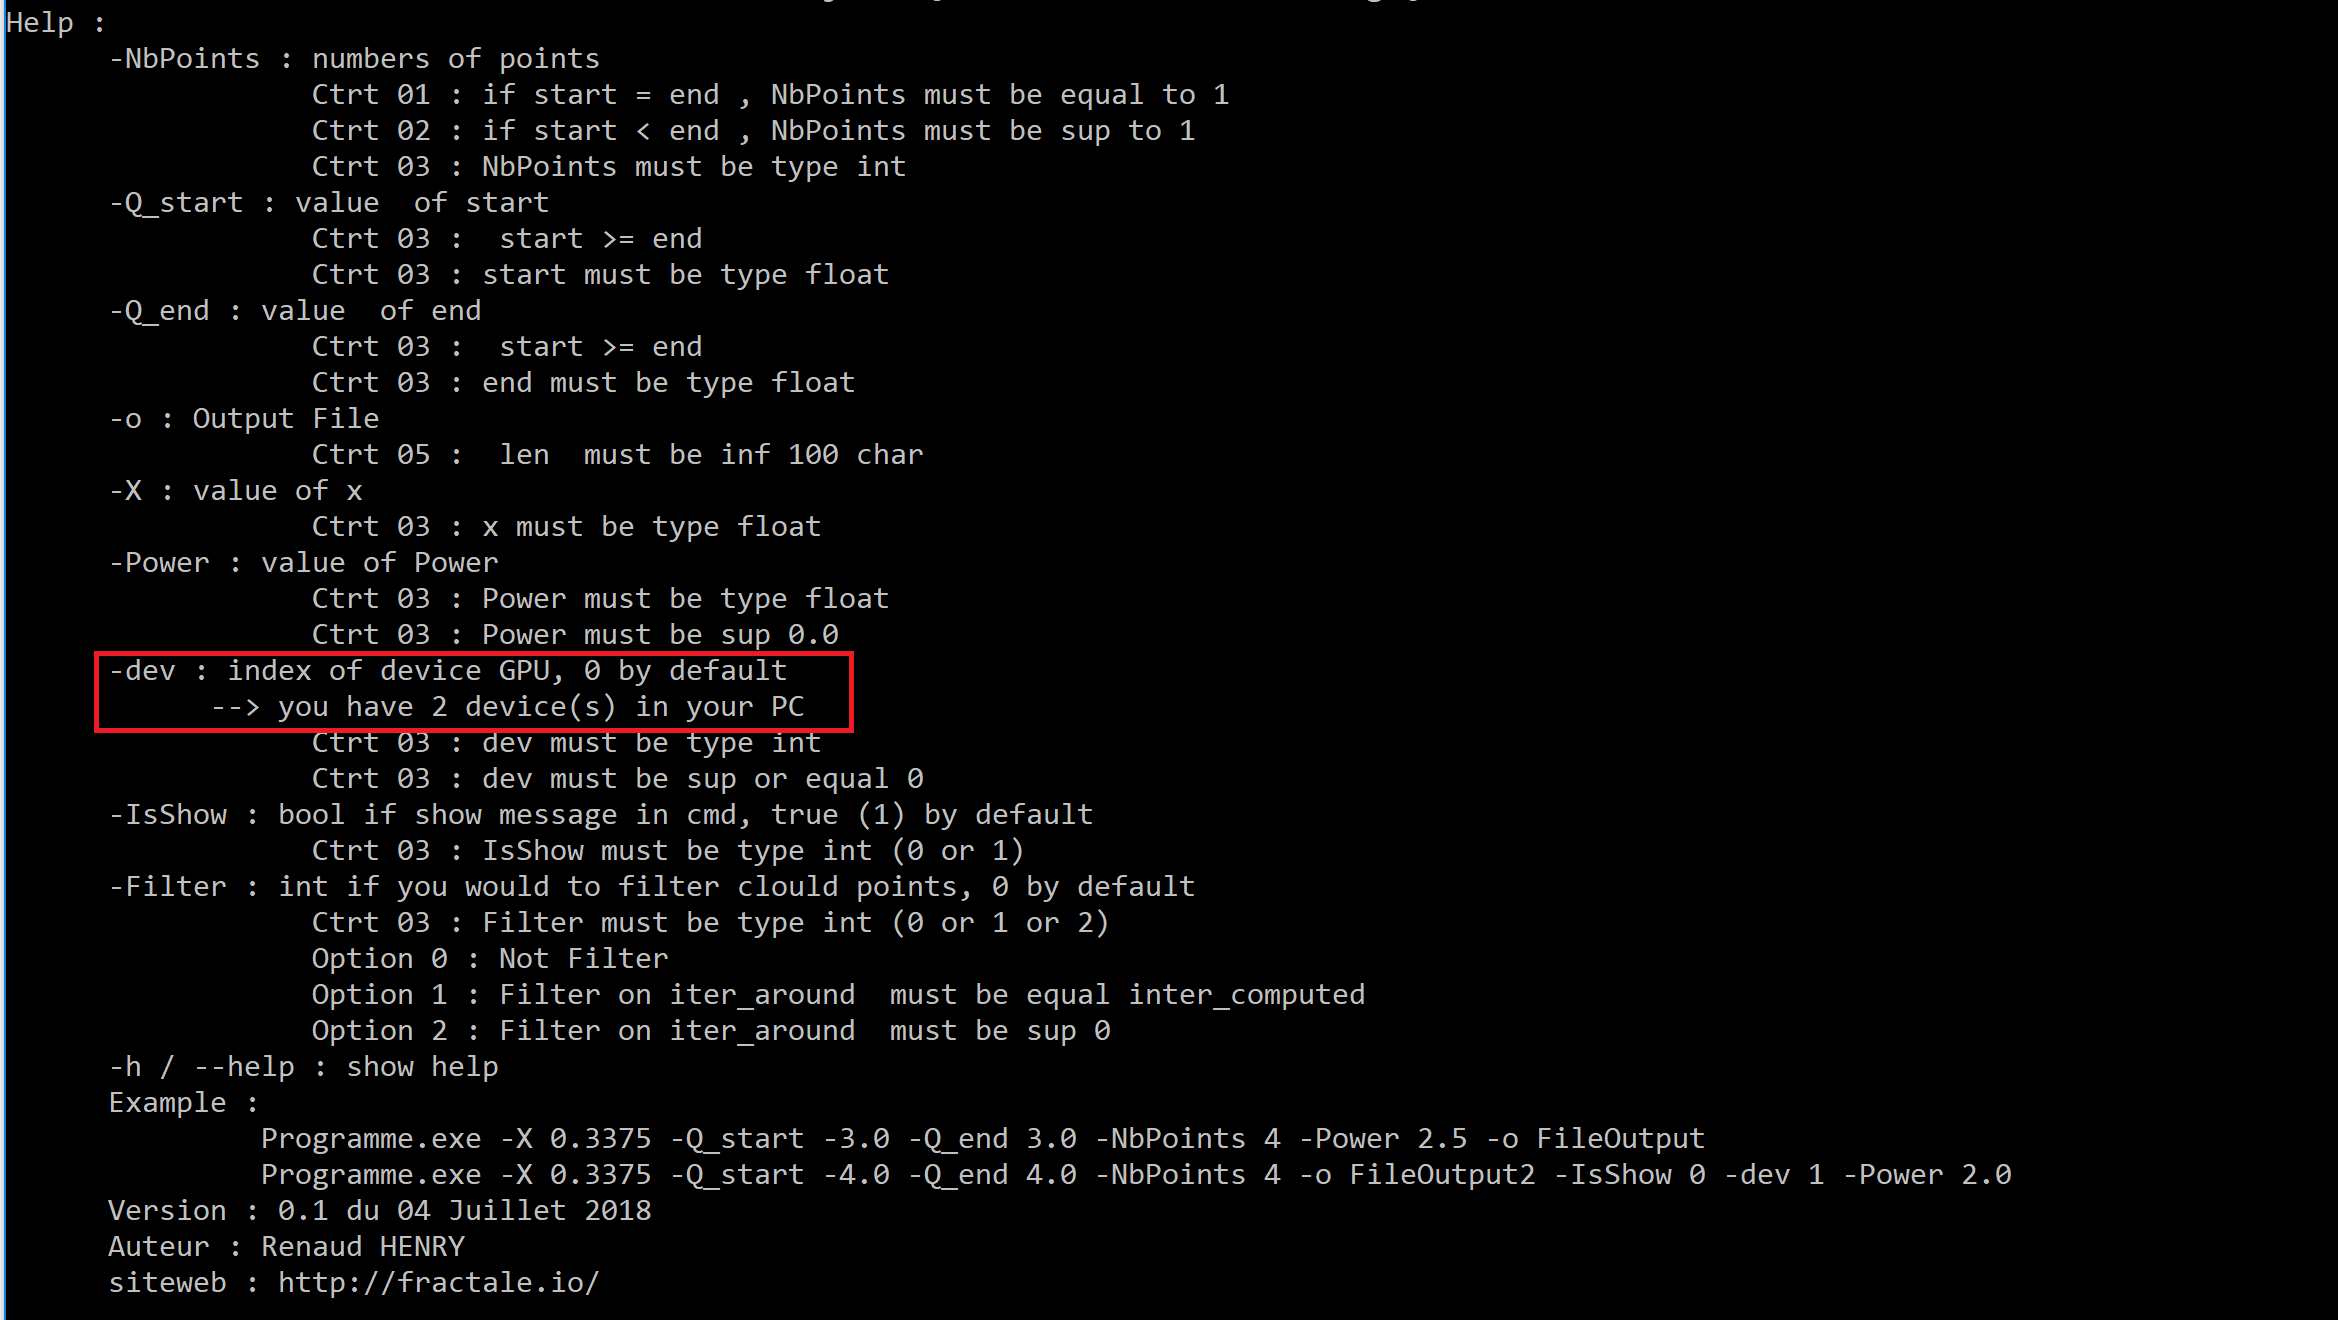 Help :
-NbPoints : numbers of points
Ctrt 01 : if start = end , NbPoints must be equal to 1
Ctrt 02 : if start < end , NbPoints must be sup to 1
Ctrt 03 : NbPoints must be type int
-Q_start : value  of start
Ctrt 03 :  start >= end
Ctrt 03 : start must be type float
-Q_end : value  of end
Ctrt 03 :  start >= end
Ctrt 03 : end must be type float
-o : Output File
Ctrt 05 :  len  must be inf 100 char
-X : value of x
Ctrt 03 : x must be type float
-Power : value of Power
Ctrt 03 : Power must be type float
Ctrt 03 : Power must be sup 0.0
-dev : index of device GPU, 0 by default
--> you have 2 device(s) in your PC
Ctrt 03 : dev must be type int
Ctrt 03 : dev must be sup or equal 0
-IsShow : bool if show message in cmd, true (1) by default
Ctrt 03 : IsShow must be type int (0 or 1)
-Filter : int if you would to filter clould points, 0 by default
Ctrt 03 : Filter must be type int (0 or 1 or 2)
Option 0 : Not Filter
Option 1 : Filter on iter_around  must be equal inter_computed
Option 2 : Filter on iter_around  must be sup 0
-h / --help : show help
Example :
Programme.exe -X 0.3375 -Q_start -3.0 -Q_end 3.0 -NbPoints 4 -Power 2.5 -o FileOutput
Programme.exe -X 0.3375 -Q_start -4.0 -Q_end 4.0 -NbPoints 4 -o FileOutput2 -IsShow 0 -dev 1 -Power 2.0
Version : 0.1 du 04 Juillet 2018
Auteur : Renaud HENRY
siteweb : http://fractale.io/